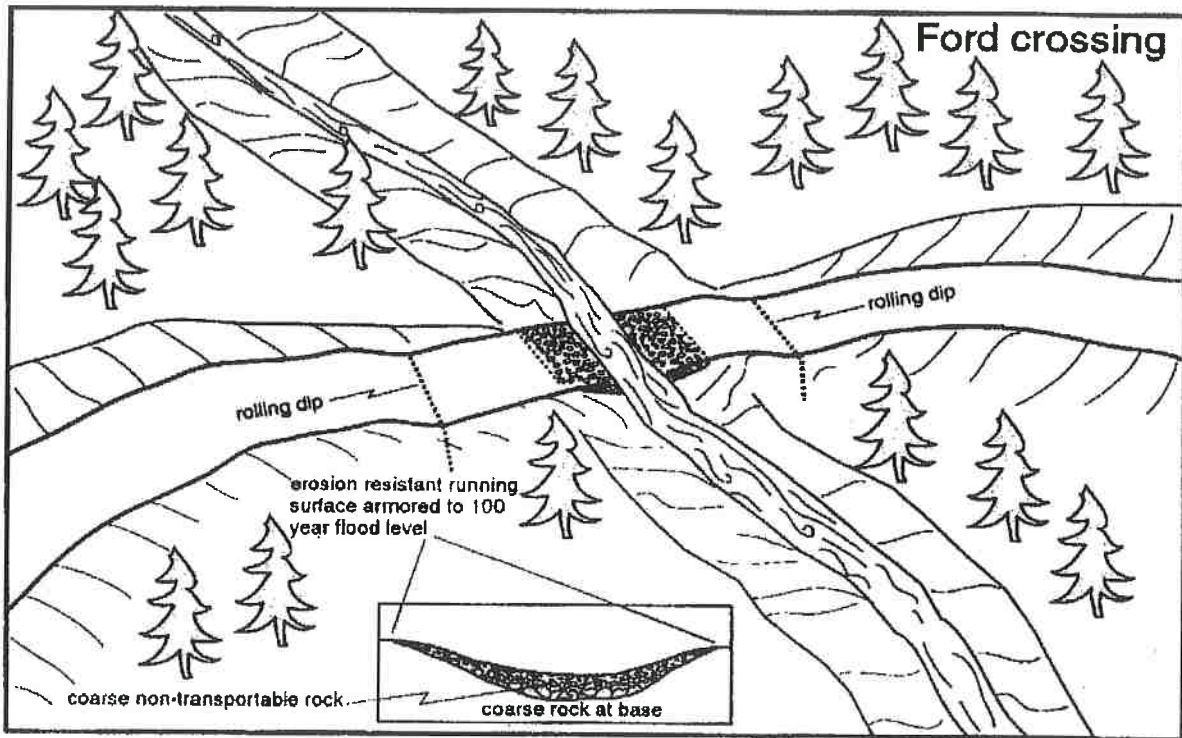 Ford crossing
rolling dip
rolling dip
erosion resistant running
surface armored to 100
year flood level
coarse non-transportable rock
coarse rock at base